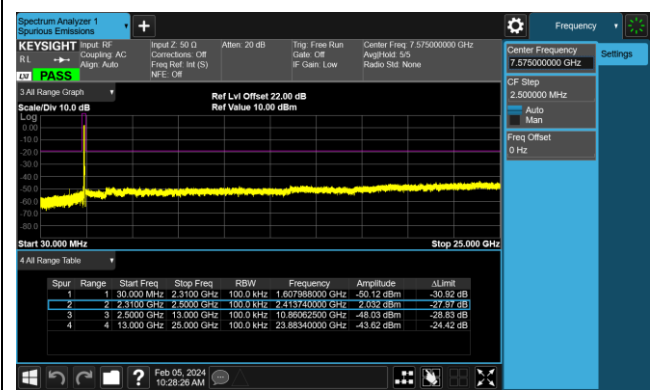 Spectrum Analyzer 1
Spurious Emissions
Frequency
KEYSIGHT
RL
PASS
Input: RF
Coupling: AC
Align: Auto
Input Z: 50 Ω
Corrections: Off
Freq Ref: Int (S)
NFE: Off
Atten: 20 dB
Trig: Free Run
Gate: Off
IF Gain: Low
Center Freq: 7.575000000 GHz
Avg|Hold: 5/5
Radio Std: None
Center Frequency
7.575000000 GHz
Settings
CF Step
2.500000 MHz
Auto
Man
Freq Offset
0 Hz
3 All Range Graph
Scale/Div 10.0 dB
Ref Lvl Offset 22.00 dB
Ref Value 10.00 dBm
Log
0.00
-10.0
-20.0
-30.0
-40.0
-50.0
-60.0
-70.0
-80.0
Start 30.000 MHz Stop 25.000 GHz
4 All Range Table
Spur Range Start Freq Stop Freq RBW Frequency Amplitude ΔLimit
1 1 30.000 MHz 2.3100 GHz 100.0 kHz 1.607988000 GHz -50.12 dBm -30.92 dB
2 2 2.3100 GHz 2.5000 GHz 100.0 kHz 2.413740000 GHz 2.032 dBm -27.97 dB
3 3 2.5000 GHz 13.000 GHz 100.0 kHz 10.86062500 GHz -48.03 dBm -28.83 dB
4 4 13.000 GHz 25.000 GHz 100.0 kHz 23.88340000 GHz -43.62 dBm -24.42 dB
Feb 05, 2024
10:28:26 AM